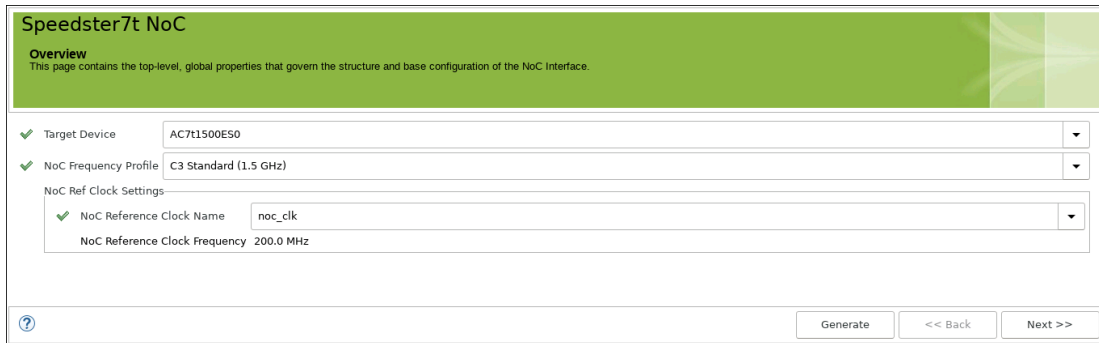 Speedster7t NoC
Overview
This page contains the top-level, global properties that govern the structure and base configuration of the NoC Interface.
Target Device AC7t1500ES0
NoC Frequency Profile C3 Standard (1.5 GHz)
NoC Ref Clock Settings
NoC Reference Clock Name noc_clk
NoC Reference Clock Frequency 200.0 MHz
? Generate << Back Next >>